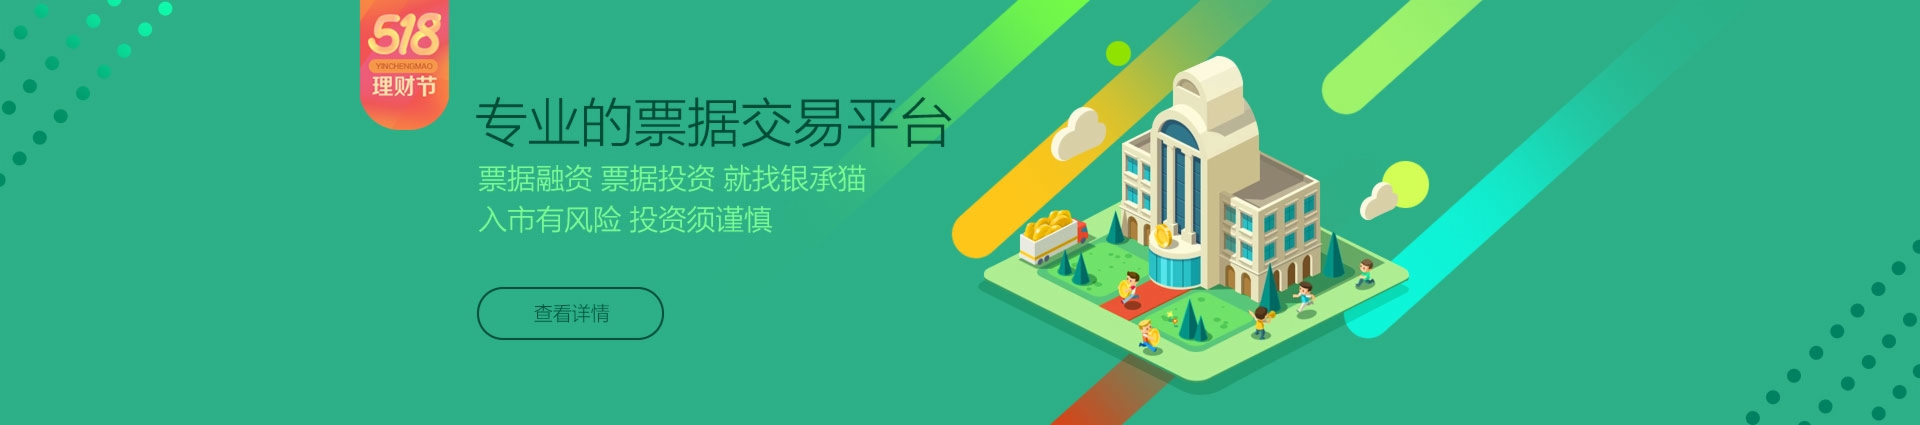 518
YINCHENGMAO
理财节
专业的票据交易平台
票据融资 票据投资 就找银承猫
入市有风险 投资须谨慎
查看详情